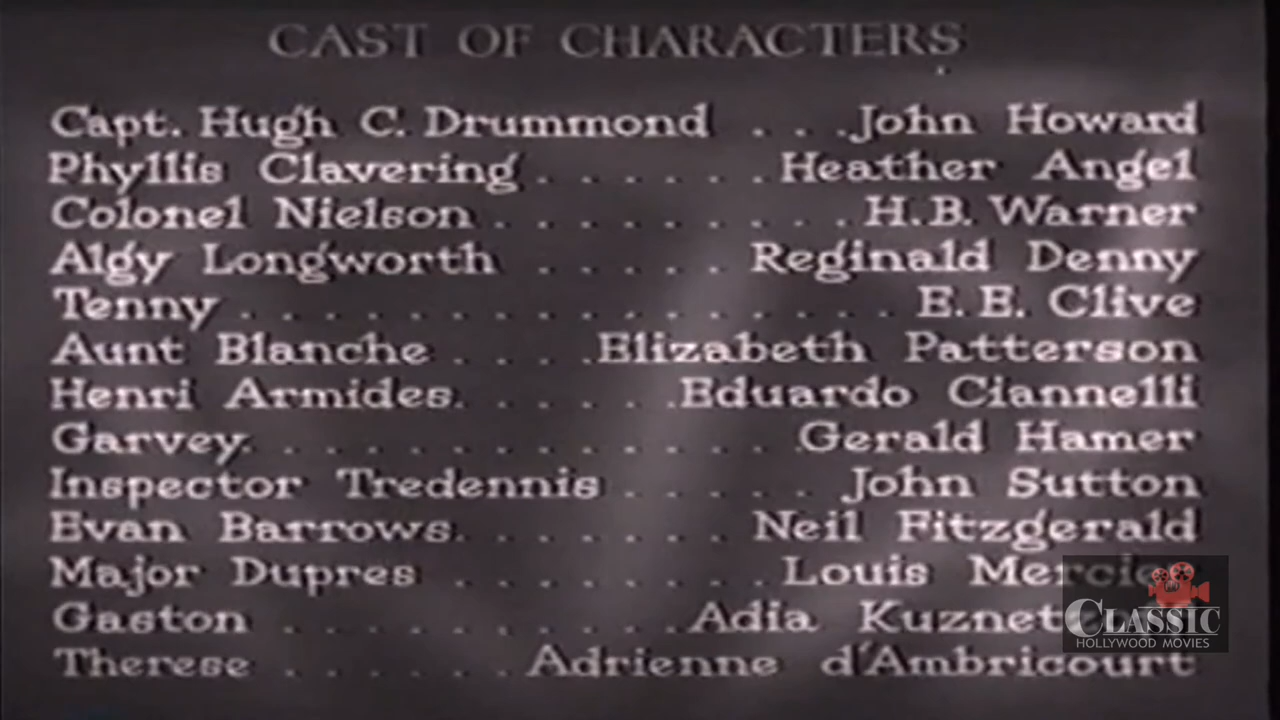 CAST OF CHARACTERS
Capt. Hugh C. Drummond . . . John Howard
Phyllis Clavering . . . . . . Heather Angel
Colonel Nielson . . . . . . . . . H.B. Warner
Algy Longworth . . . . . Reginald Denny
Tenny . . . . . . . . . . . . . . . . E. E. Clive
Aunt Blanche . . . . Elizabeth Patterson
Henri Armides . . . . . . Eduardo Ciannelli
Garvey . . . . . . . . . . . . . Gerald Hamer
Inspector Tredennis . . . . . John Sutton
Evan Barrows . . . . . . . Neil Fitzgerald
Major Dupres . . . . . . . . Louis
Gaston . . . . . . . . . . Adia
Therese . . . . . . Adrienne d'Ambricourt
CLASSIC
HOLLYWOOD MOVIES